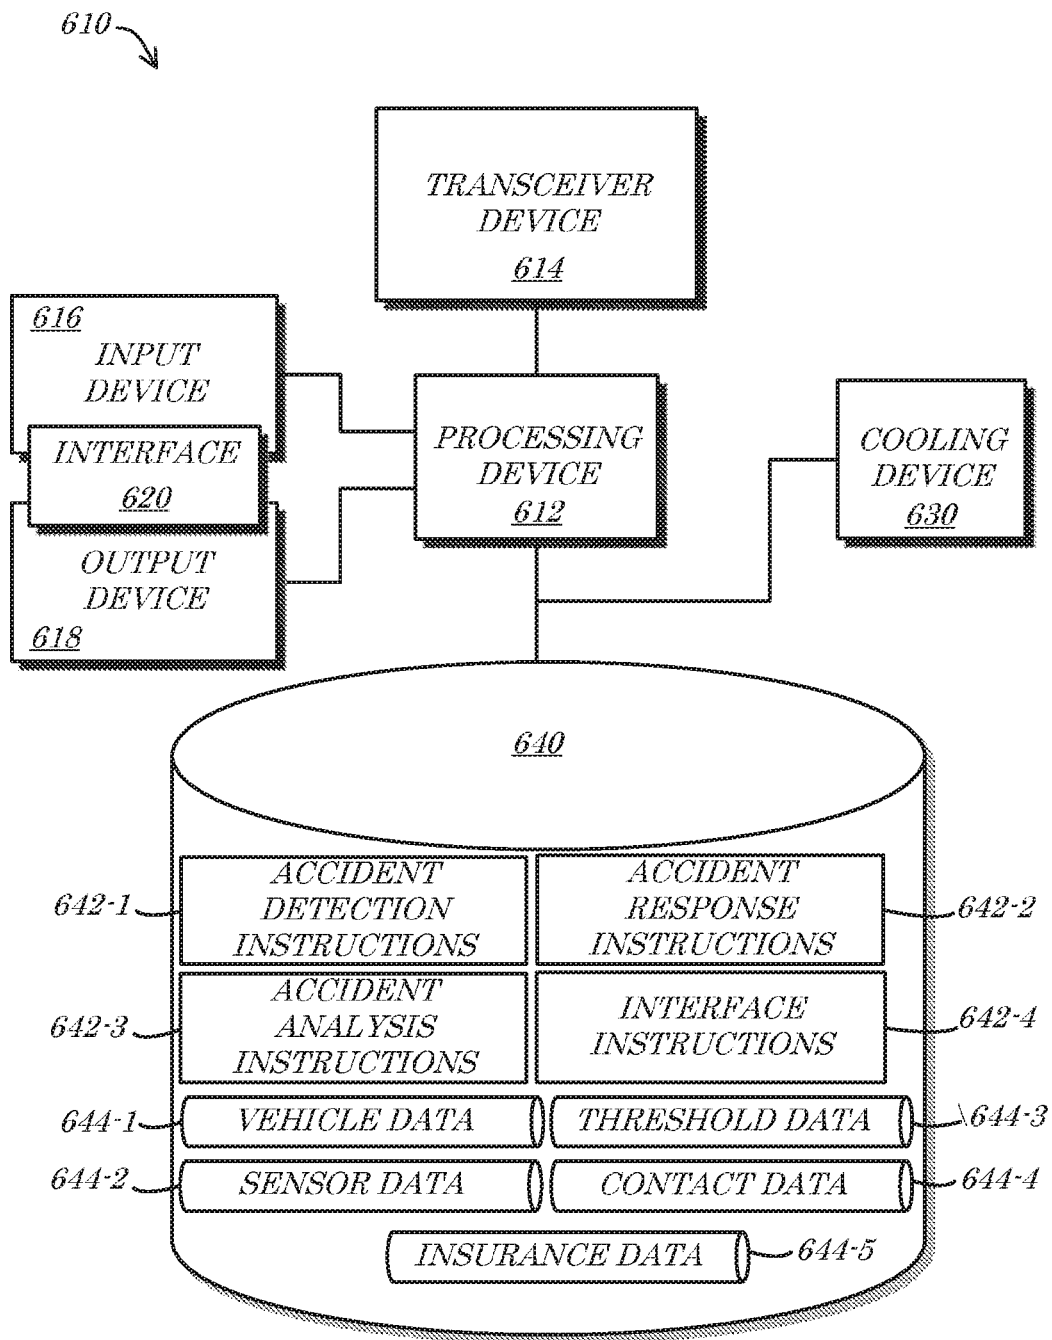 610
TRANSCEIVER
DEVICE
614
616
INPUT
DEVICE
INTERFACE
620
OUTPUT
DEVICE
618
PROCESSING
DEVICE
612
COOLING
DEVICE
630
640
642-1
ACCIDENT
DETECTION
INSTRUCTIONS
ACCIDENT
RESPONSE
INSTRUCTIONS
642-2
642-3
ACCIDENT
ANALYSIS
INSTRUCTIONS
INTERFACE
INSTRUCTIONS
642-4
644-1
VEHICLE DATA
THRESHOLD DATA
644-3
644-2
SENSOR DATA
CONTACT DATA
644-4
INSURANCE DATA
644-5